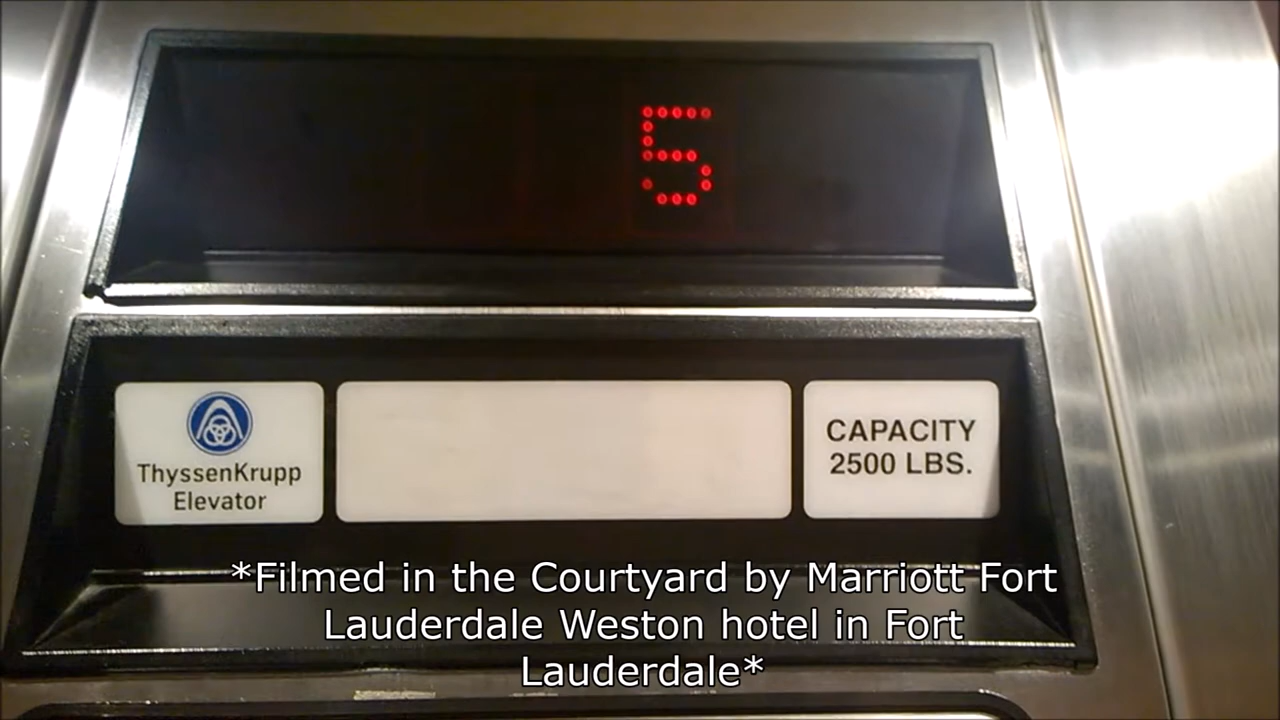 5
ThyssenKrupp
Elevator
CAPACITY
2500 LBS.
*Filmed in the Courtyard by Marriott Fort
Lauderdale Weston hotel in Fort
Lauderdale*